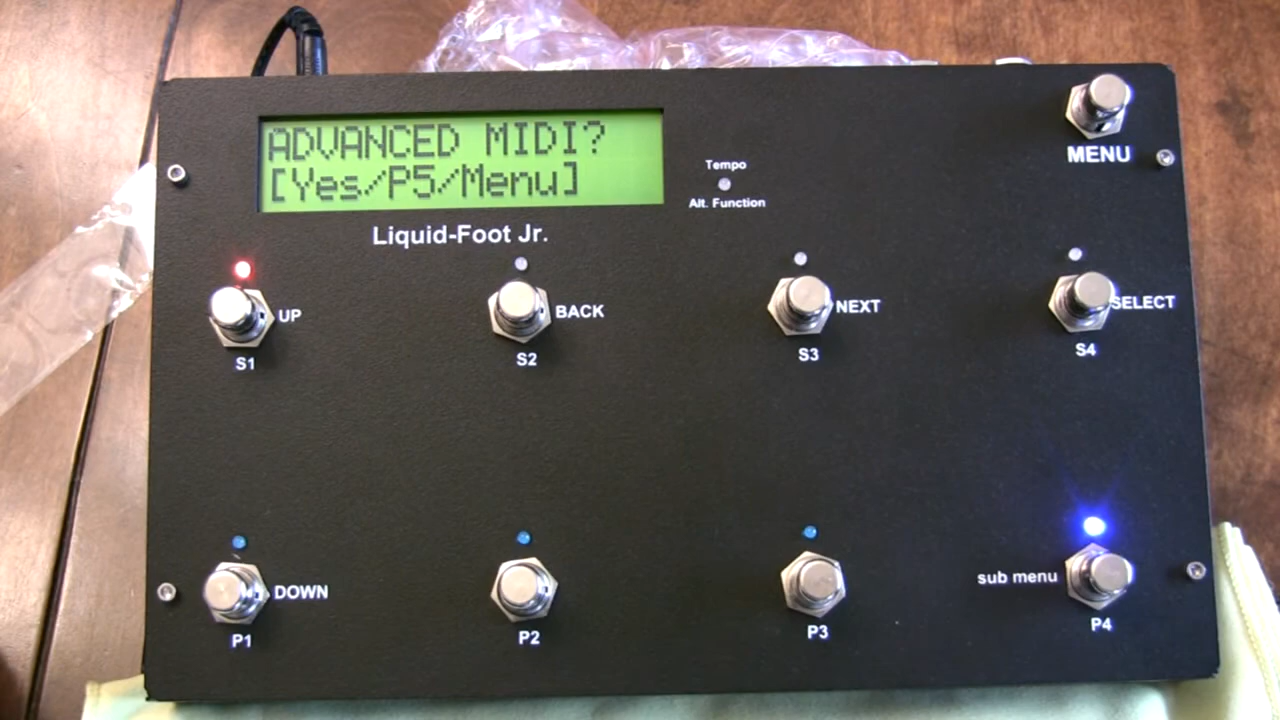 ADVANCED MIDI?
[Yes/P5/Menu]
Tempo
Alt. Function
MENU
Liquid-Foot Jr.
UP
BACK
NEXT
SELECT
S1
S2
S3
S4
DOWN
sub menu
P1
P2
P3
P4